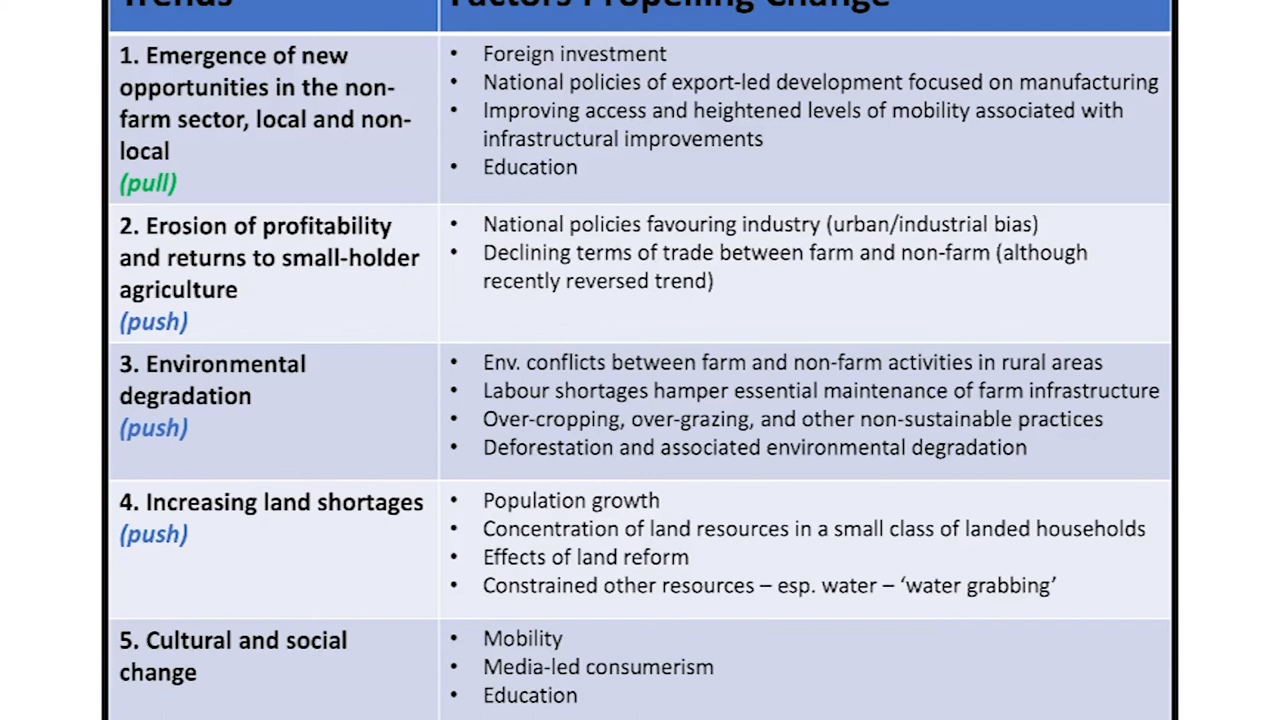 Trends
Factors Propelling Change
1. Emergence of new
opportunities in the non-
farm sector, local and non-
local
(pull)
• Foreign investment
• National policies of export-led development focused on manufacturing
• Improving access and heightened levels of mobility associated with
infrastructural improvements
• Education
2. Erosion of profitability
and returns to small-holder
agriculture
(push)
• National policies favouring industry (urban/industrial bias)
• Declining terms of trade between farm and non-farm (although
recently reversed trend)
3. Environmental
degradation
(push)
• Env. conflicts between farm and non-farm activities in rural areas
• Labour shortages hamper essential maintenance of farm infrastructure
• Over-cropping, over-grazing, and other non-sustainable practices
• Deforestation and associated environmental degradation
4. Increasing land shortages
(push)
• Population growth
• Concentration of land resources in a small class of landed households
• Effects of land reform
• Constrained other resources – esp. water – ‘water grabbing’
5. Cultural and social
change
• Mobility
• Media-led consumerism
• Education